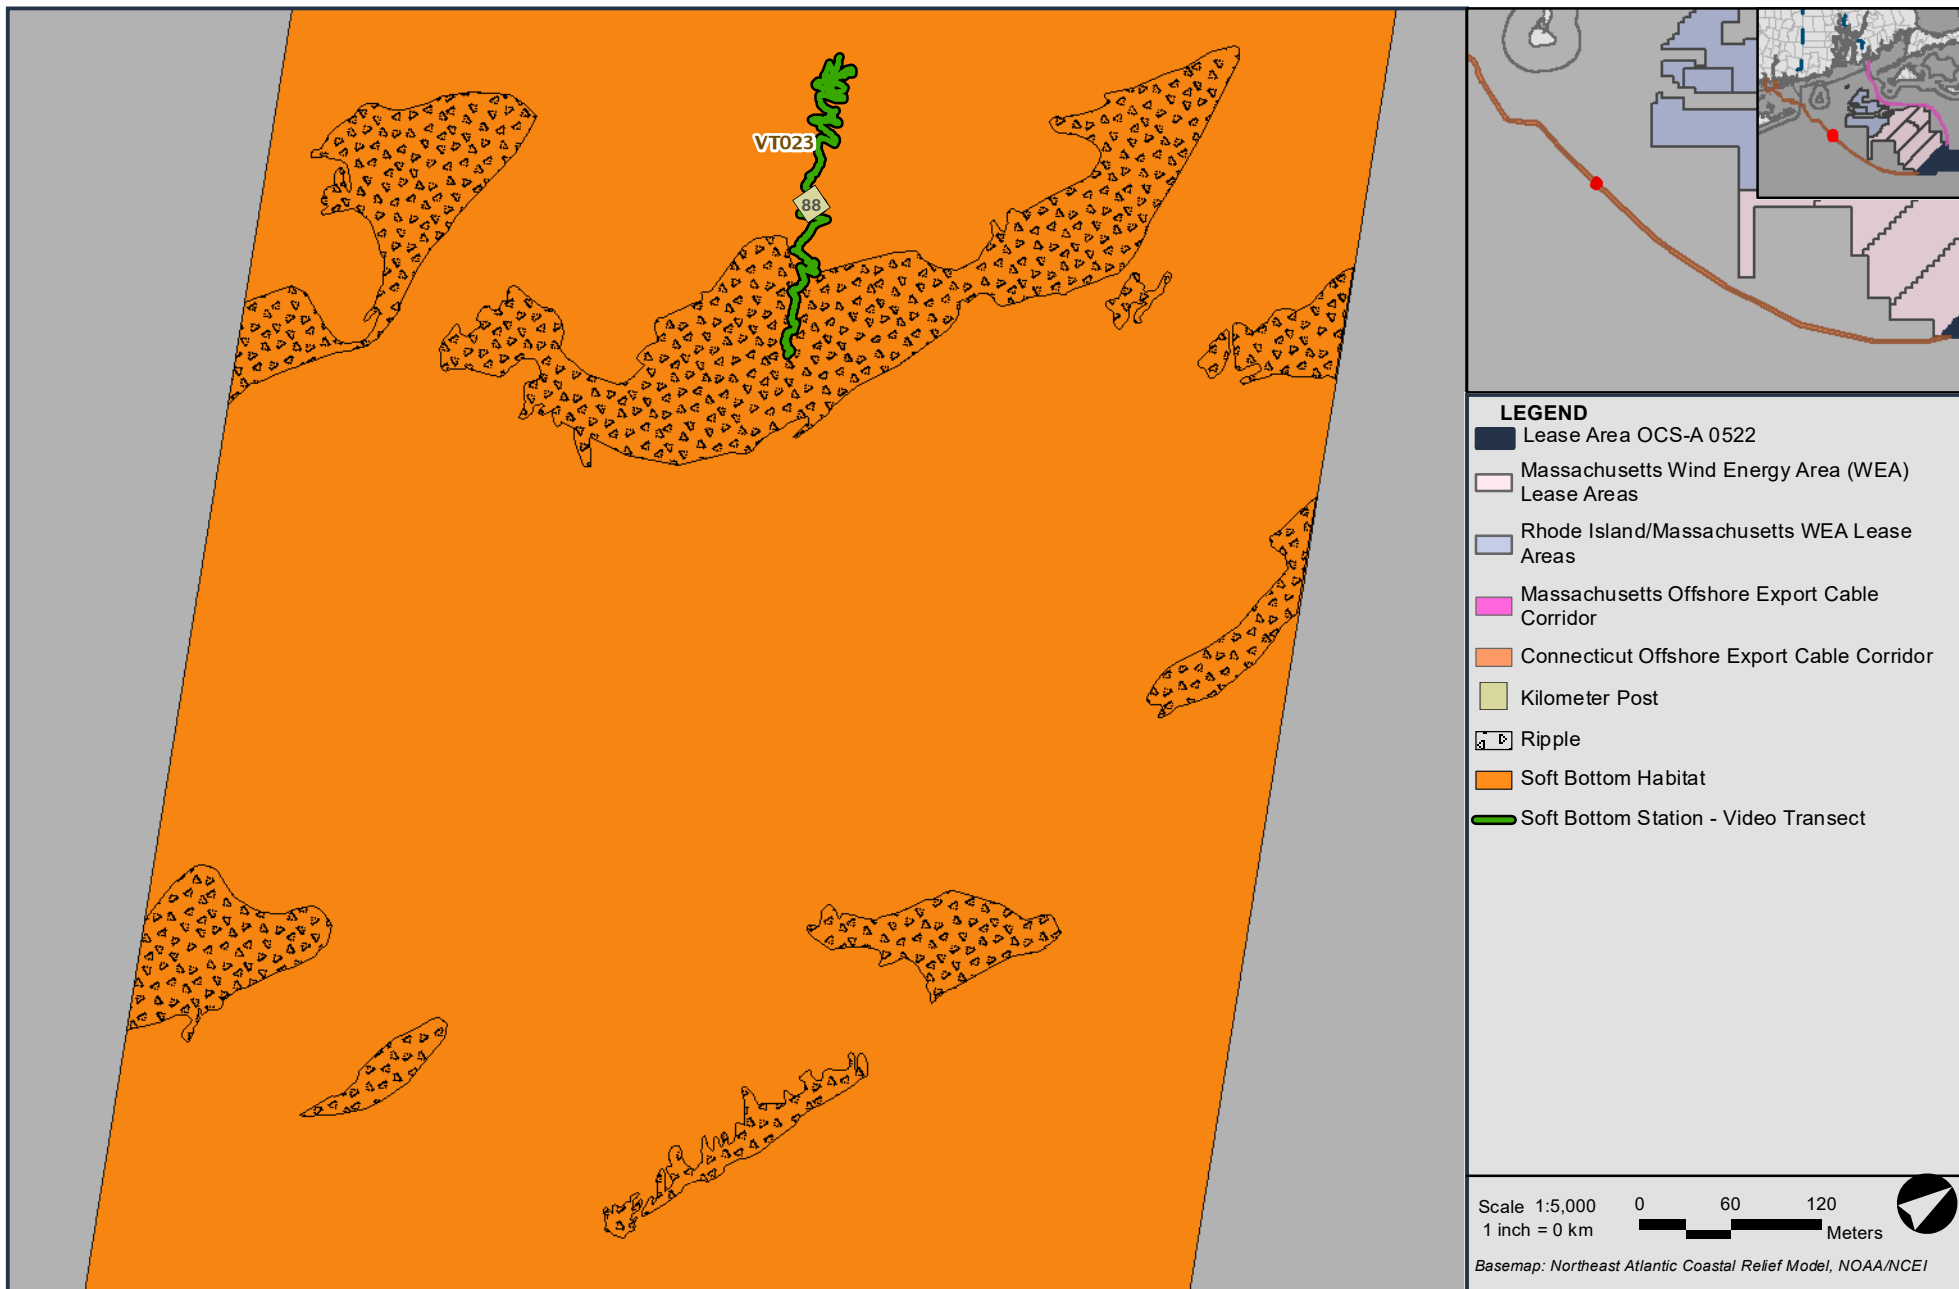 VT023
88
LEGEND
Lease Area OCS-A 0522
Massachusetts Wind Energy Area (WEA)
Lease Areas
Rhode Island/Massachusetts WEA Lease
Areas
Massachusetts Offshore Export Cable
Corridor
Connecticut Offshore Export Cable Corridor
Kilometer Post
Ripple
Soft Bottom Habitat
Soft Bottom Station - Video Transect
Scale 1:5,000
1 inch = 0 km
0 60 120
Meters
Basemap: Northeast Atlantic Coastal Relief Model, NOAA/NCEI